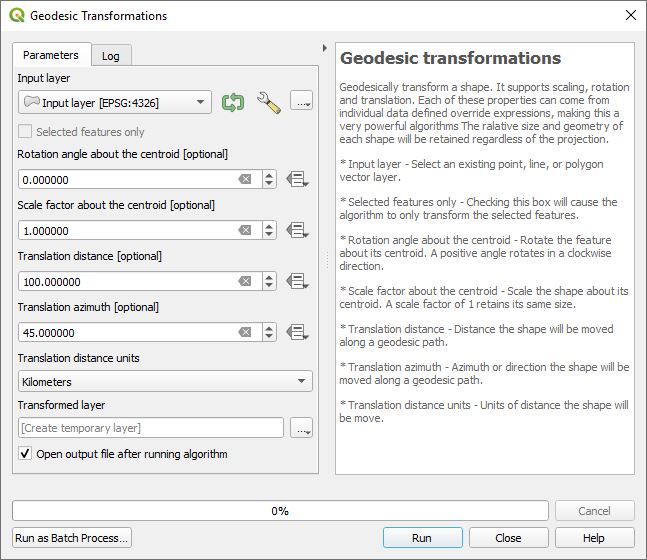 Geodesic Transformations
Parameters
Log
Input layer
Input layer [EPSG:4326]
...
Selected features only
Rotation angle about the centroid [optional]
0.000000
Scale factor about the centroid [optional]
1.000000
Translation distance [optional]
100.000000
Translation azimuth [optional]
45.000000
Translation distance units
Kilometers
Transformed layer
[Create temporary layer]
...
Open output file after running algorithm
Geodesic transformations
Geodesically transform a shape. It supports scaling, rotation
and translation. Each of these properties can come from
individual data defined override expressions, making this a
very powerful algorithms The ralative size and geometry of
each shape will be retained regardless of the projection.
* Input layer - Select an existing point, line, or polygon
vector layer.
* Selected features only - Checking this box will cause the
algorithm to only transform the selected features.
* Rotation angle about the centroid - Rotate the feature
about its centroid. A positive angle rotates in a clockwise
direction.
* Scale factor about the centroid - Scale the shape about its
centroid. A scale factor of 1 retains its same size.
* Translation distance - Distance the shape will be moved
along a geodesic path.
* Translation azimuth - Azimuth or direction the shape will be
moved along a geodesic path.
* Translation distance units - Units of distance the shape will
be move.
0%
Cancel
Run as Batch Process...
Run
Close
Help